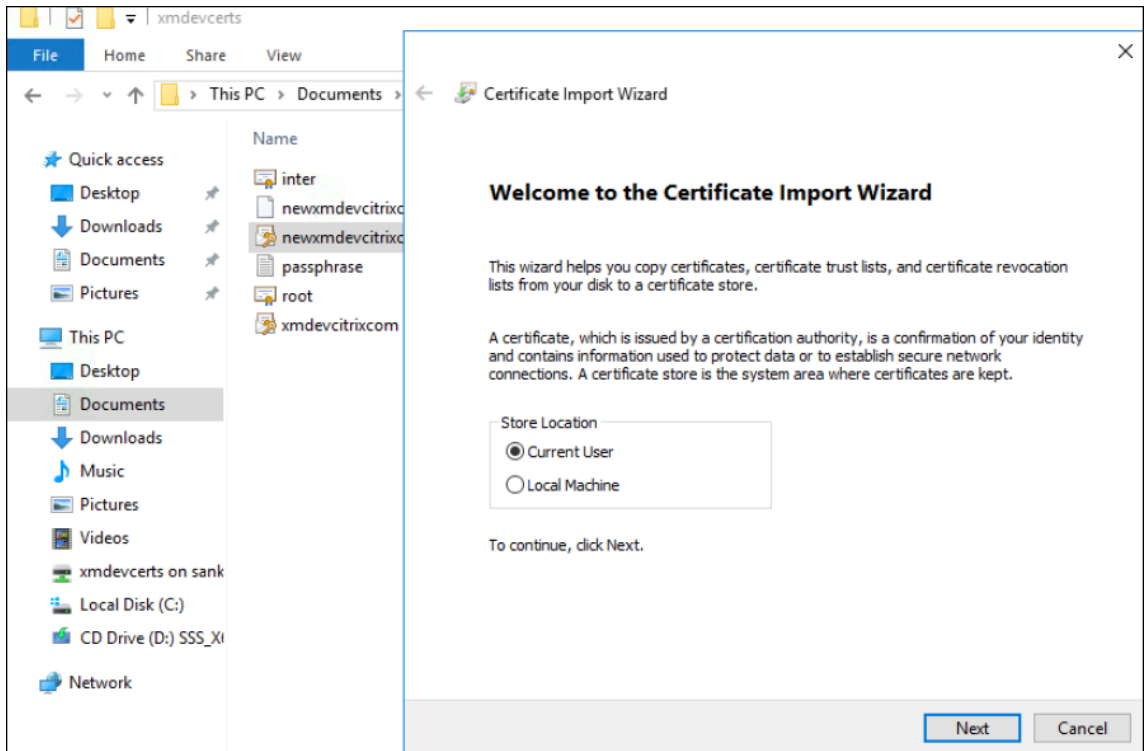 xmdevcerts
File Home Share View
This PC > Documents >
Name
Quick access
Desktop
Downloads
Documents
Pictures
This PC
Desktop
Documents
Downloads
Music
Pictures
Videos
xmdevcerts on sank
Local Disk (C:)
CD Drive (D:) SSS_X
Network
inter
newxmdevcitrixc
newxmdevcitrixc
passphrase
root
xmdevcitrixcom
Certificate Import Wizard
Welcome to the Certificate Import Wizard
This wizard helps you copy certificates, certificate trust lists, and certificate revocation
lists from your disk to a certificate store.
A certificate, which is issued by a certification authority, is a confirmation of your identity
and contains information used to protect data or to establish secure network
connections. A certificate store is the system area where certificates are kept.
Store Location
Current User
Local Machine
To continue, click Next.
Next Cancel